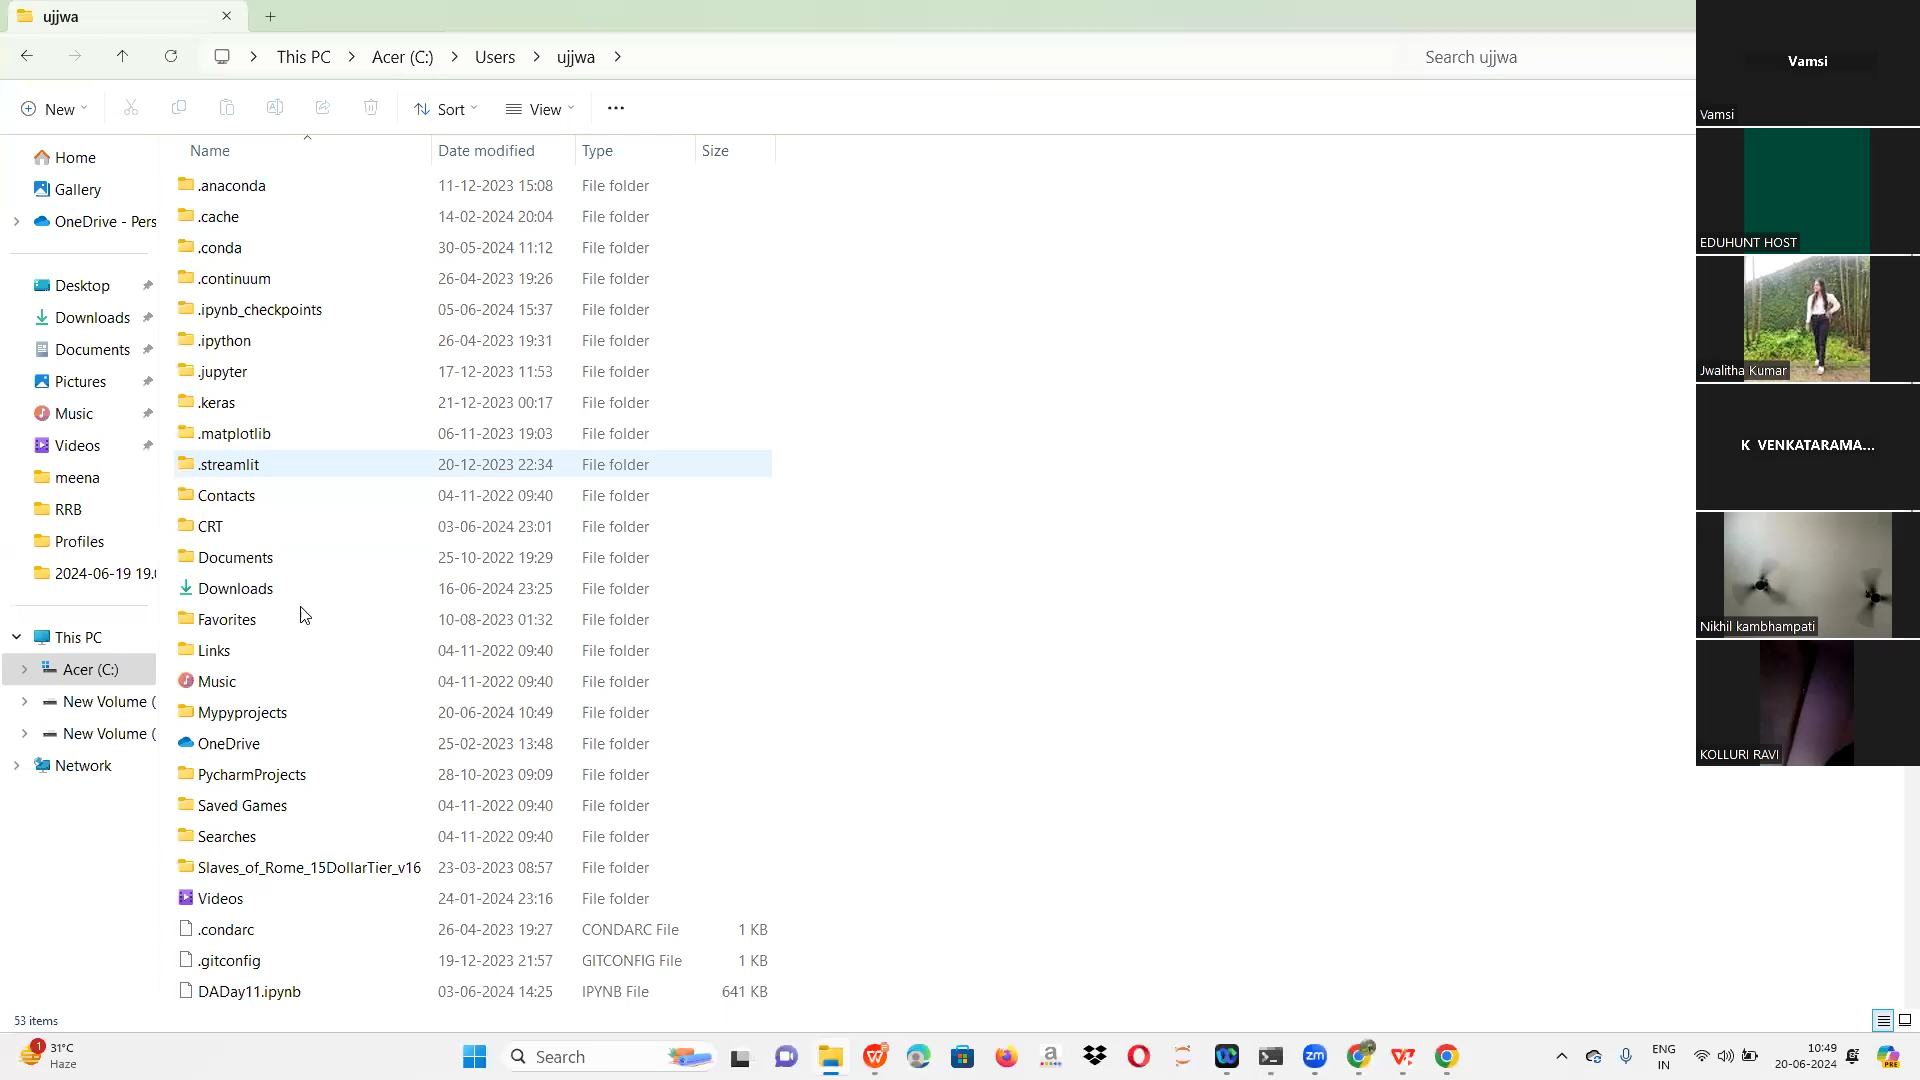 ujjwa
This PC > Acer (C:) > Users > ujjwa >
Search ujjwa
New
Sort
View
Name Date modified Type Size
Home
Gallery
OneDrive - Pers
Desktop
Downloads
Documents
Pictures
Music
Videos
meena
RRB
Profiles
2024-06-19 19.0
This PC
Acer (C:)
New Volume (
New Volume (
Network
.anaconda 11-12-2023 15:08 File folder
.cache 14-02-2024 20:04 File folder
.conda 30-05-2024 11:12 File folder
.continuum 26-04-2023 19:26 File folder
.ipynb_checkpoints 05-06-2024 15:37 File folder
.ipython 26-04-2023 19:31 File folder
.jupyter 17-12-2023 11:53 File folder
.keras 21-12-2023 00:17 File folder
.matplotlib 06-11-2023 19:03 File folder
.streamlit 20-12-2023 22:34 File folder
Contacts 04-11-2022 09:40 File folder
CRT 03-06-2024 23:01 File folder
Documents 25-10-2022 19:29 File folder
Downloads 16-06-2024 23:25 File folder
Favorites 10-08-2023 01:32 File folder
Links 04-11-2022 09:40 File folder
Music 04-11-2022 09:40 File folder
Mypyprojects 20-06-2024 10:49 File folder
OneDrive 25-02-2023 13:48 File folder
PycharmProjects 28-10-2023 09:09 File folder
Saved Games 04-11-2022 09:40 File folder
Searches 04-11-2022 09:40 File folder
Slaves_of_Rome_15DollarTier_v16 23-03-2023 08:57 File folder
Videos 24-01-2024 23:16 File folder
.condarc 26-04-2023 19:27 CONDARC File 1 KB
.gitconfig 19-12-2023 21:57 GITCONFIG File 1 KB
DADay11.ipynb 03-06-2024 14:25 IPYNB File 641 KB
53 items
Vamsi
Vamsi
EDUHUNT HOST
Jwalitha Kumar
K VENKATARAMA...
Nikhil kambhampati
KOLLURI RAVI
1
31°C
Haze
Search
zm
ENG
IN
10:49
20-06-2024
PRE